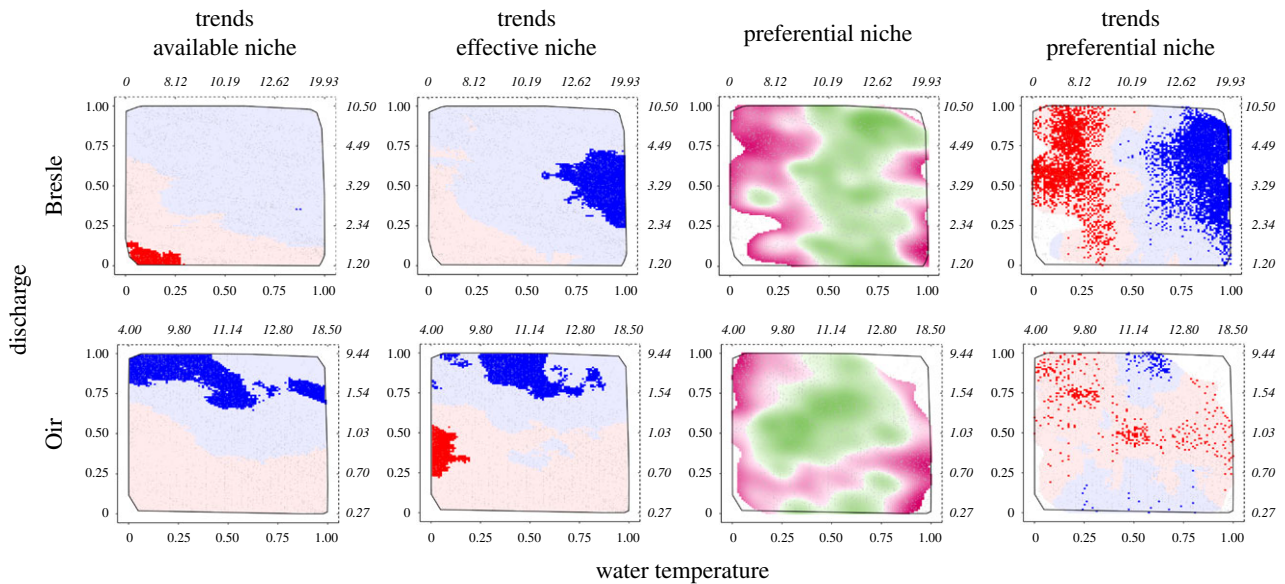 trends
available niche
trends
effective niche
preferential niche
trends
preferential niche
0 8.12 10.19 12.62 19.93
0 8.12 10.19 12.62 19.93
0 8.12 10.19 12.62 19.93
0 8.12 10.19 12.62 19.93
Bresle
1.00
0.75
0.50
0.25
0
10.50
4.49
3.29
2.34
1.20
1.00
0.75
0.50
0.25
0
10.50
4.49
3.29
2.34
1.20
1.00
0.75
0.50
0.25
0
10.50
4.49
3.29
2.34
1.20
1.00
0.75
0.50
0.25
0
10.50
4.49
3.29
2.34
1.20
0 0.25 0.50 0.75 1.00
0 0.25 0.50 0.75 1.00
0 0.25 0.50 0.75 1.00
0 0.25 0.50 0.75 1.00
discharge
4.00 9.80 11.14 12.80 18.50
4.00 9.80 11.14 12.80 18.50
4.00 9.80 11.14 12.80 18.50
4.00 9.80 11.14 12.80 18.50
Oir
1.00
0.75
0.50
0.25
0
9.44
1.54
1.03
0.70
0.27
1.00
0.75
0.50
0.25
0
9.44
1.54
1.03
0.70
0.27
1.00
0.75
0.50
0.25
0
9.44
1.54
1.03
0.70
0.27
1.00
0.75
0.50
0.25
0
9.44
1.54
1.03
0.70
0.27
0 0.25 0.50 0.75 1.00
0 0.25 0.50 0.75 1.00
0 0.25 0.50 0.75 1.00
0 0.25 0.50 0.75 1.00
water temperature